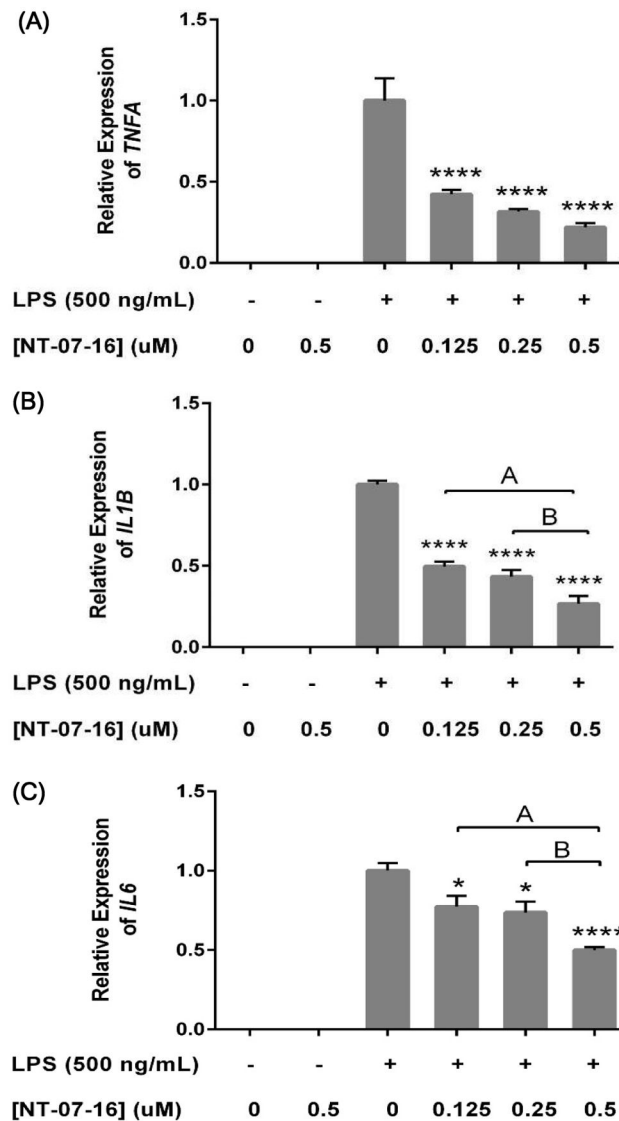 (A)
Relative Expression
of TNFA
1.5
1.0
0.5
0.0
****
****
****
LPS (500 ng/mL) - - + + + +
[NT-07-16] (uM) 0 0.5 0 0.125 0.25 0.5
(B)
Relative Expression
of IL1B
1.5
1.0
0.5
0.0
A
B
****
****
****
LPS (500 ng/mL) - - + + + +
[NT-07-16] (uM) 0 0.5 0 0.125 0.25 0.5
(C)
Relative Expression
of IL6
1.5
1.0
0.5
0.0
A
B
*
*
****
LPS (500 ng/mL) - - + + + +
[NT-07-16] (uM) 0 0.5 0 0.125 0.25 0.5